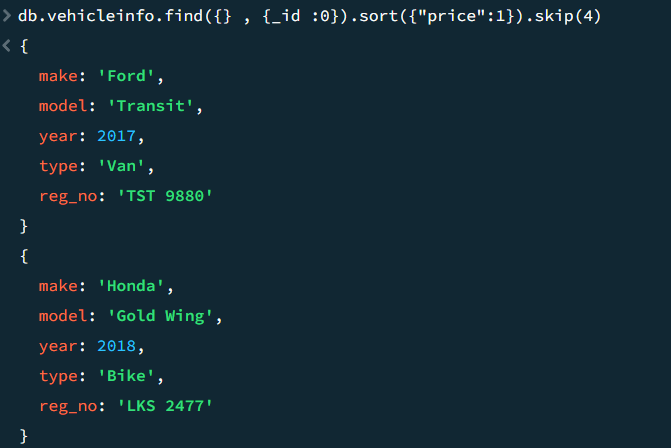 > db.vehicleinfo.find({} , {_id :0}).sort({"price":1}).skip(4)
< {
make: 'Ford',
model: 'Transit',
year: 2017,
type: 'Van',
reg_no: 'TST 9880'
}
{
make: 'Honda',
model: 'Gold Wing',
year: 2018,
type: 'Bike',
reg_no: 'LKS 2477'
}